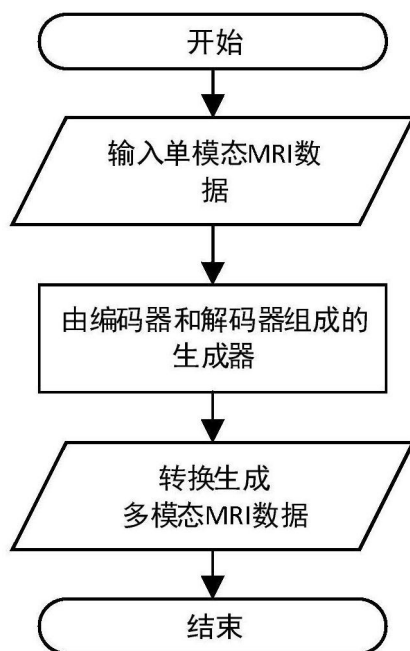 开始
输入单模态MRI数
据
由编码器和解码器组成的
生成器
转换生成
多模态MRI数据
结束